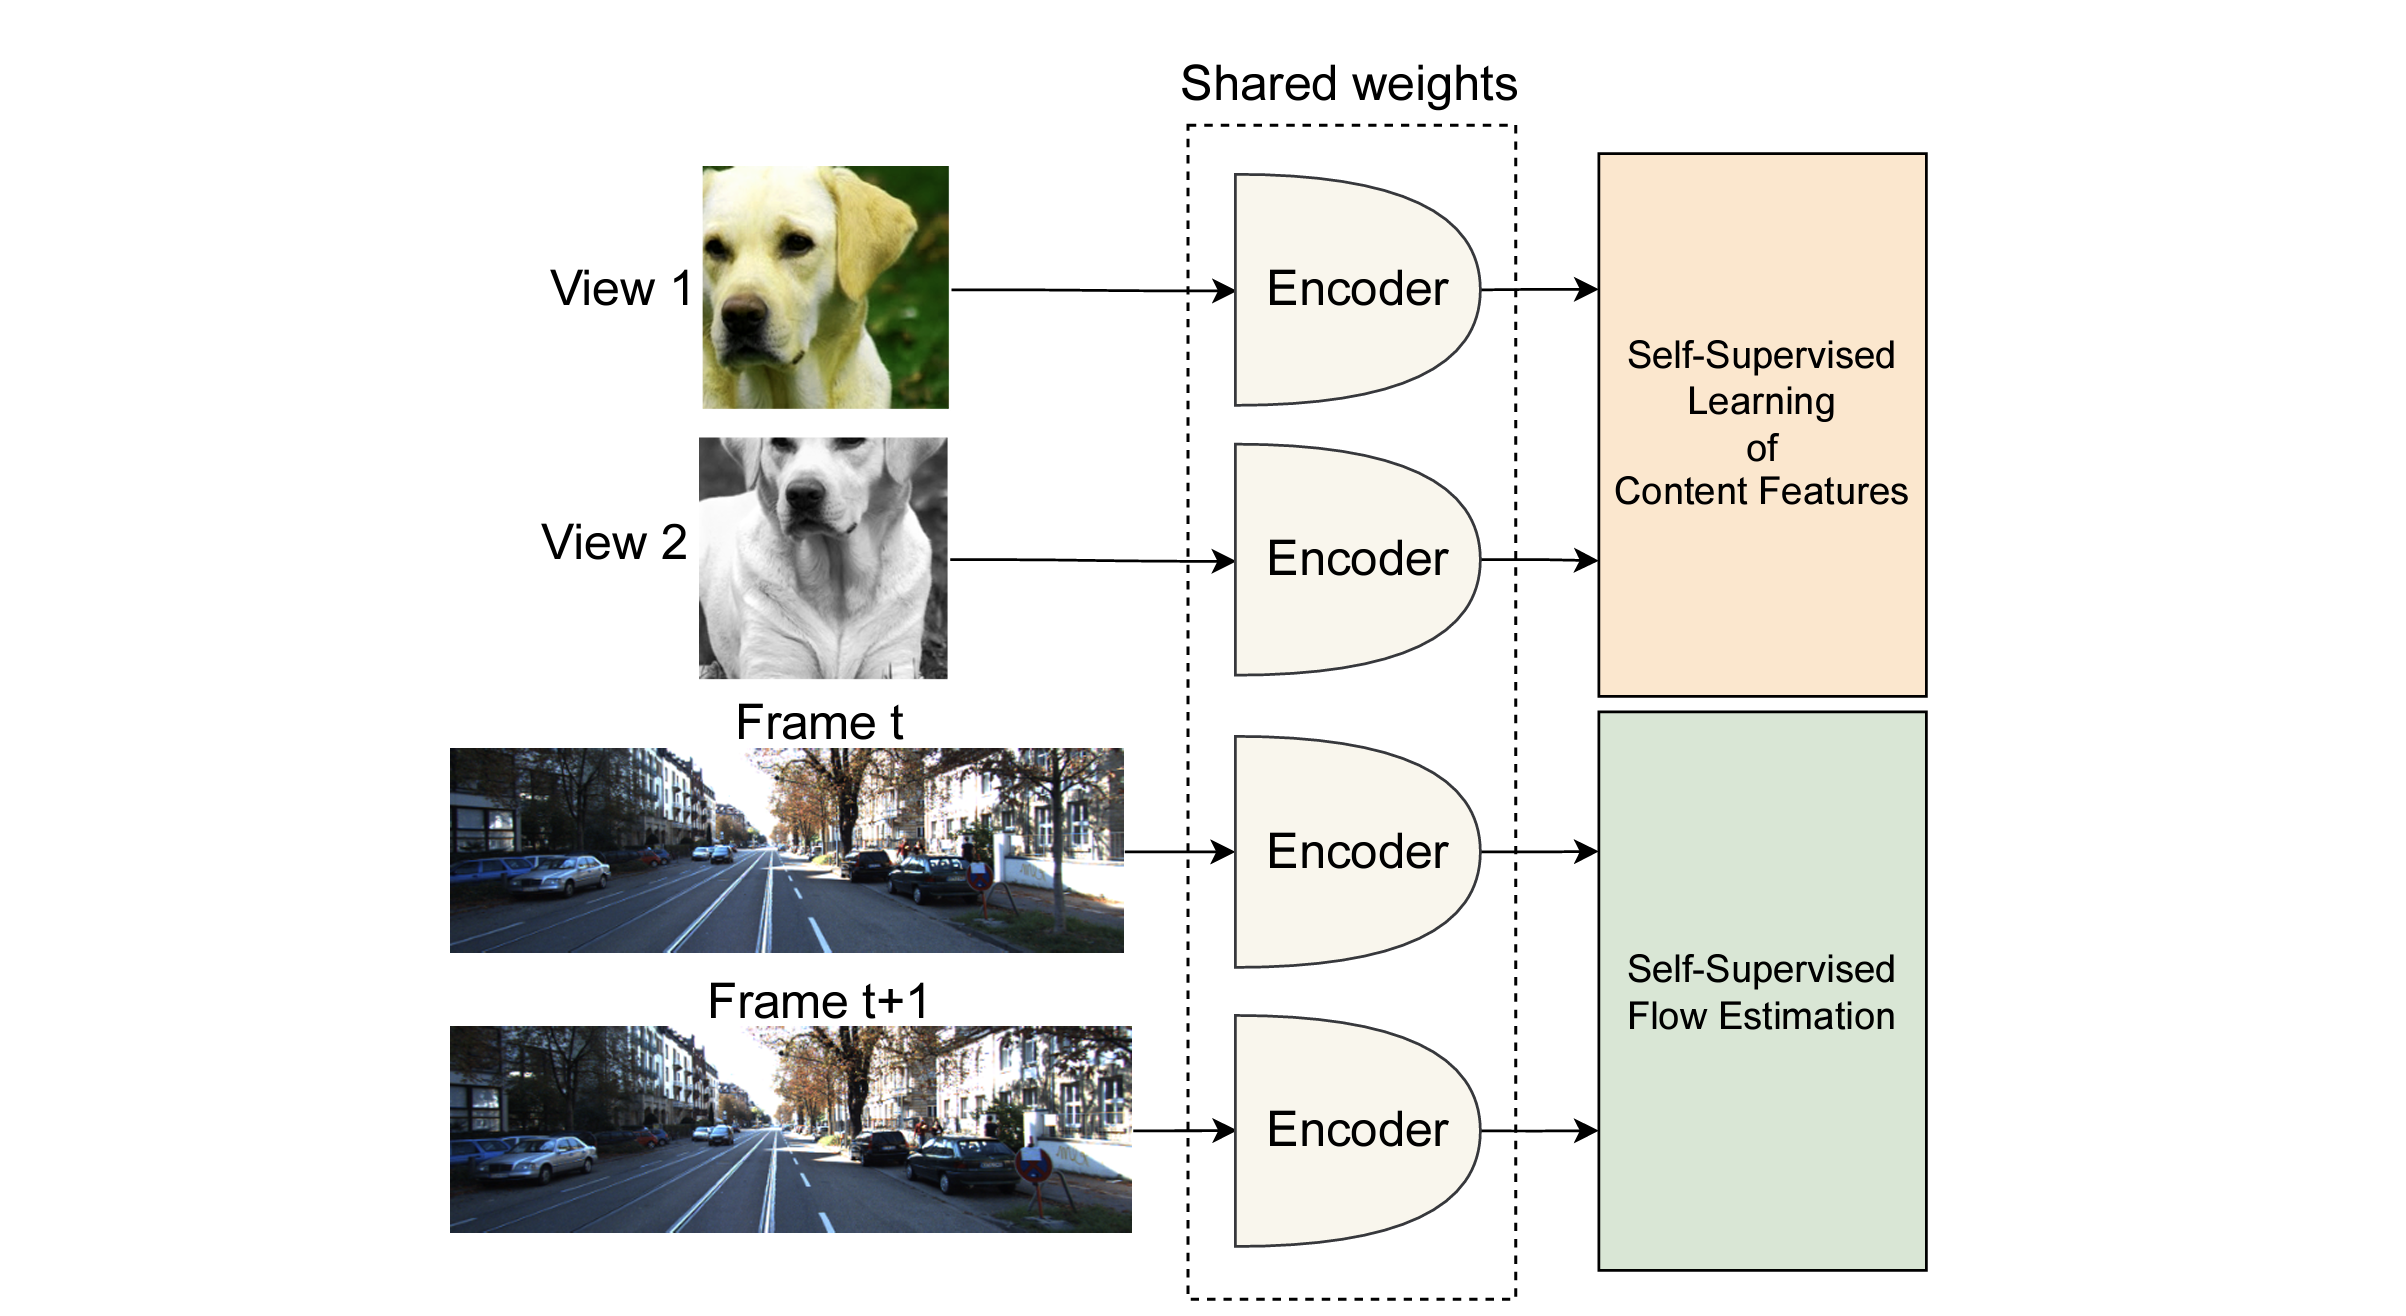 Shared weights
View 1
Encoder
View 2
Encoder
Self-Supervised
Learning
of
Content Features
Frame t
Encoder
Frame t+1
Encoder
Self-Supervised
Flow Estimation